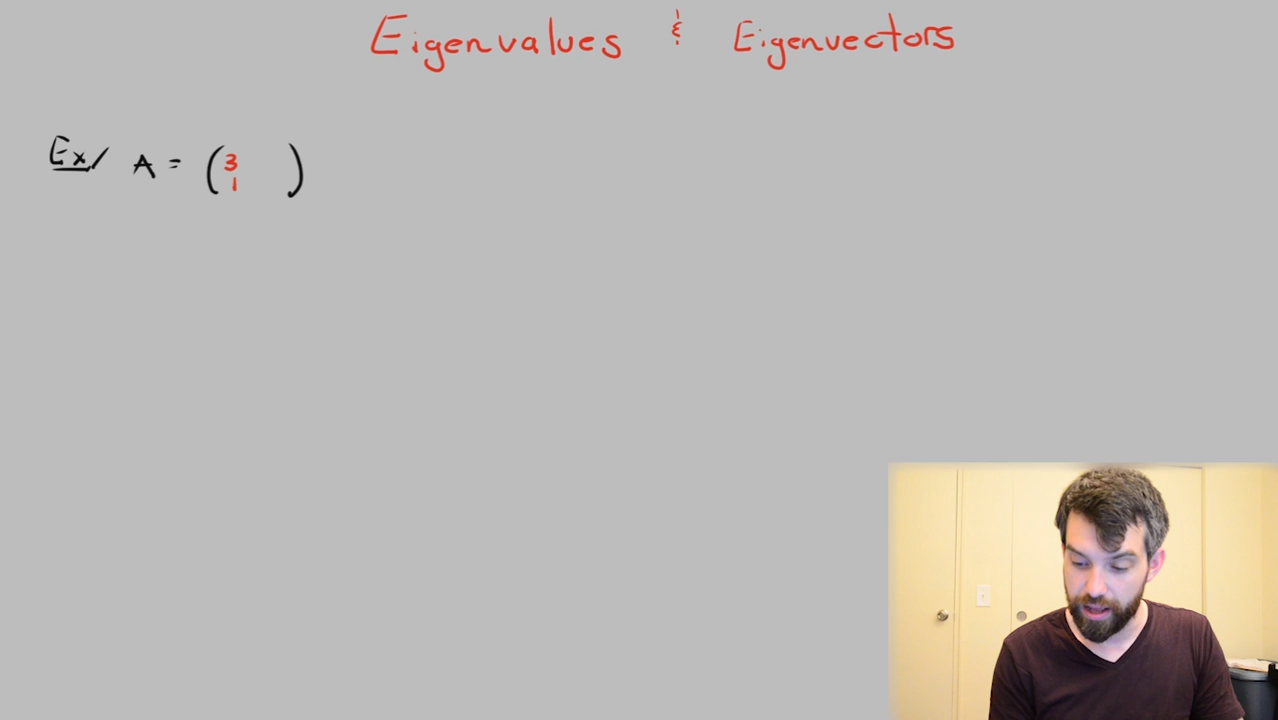 Eigenvalues & Eigenvectors
Ex/ A = ( 3 )
1